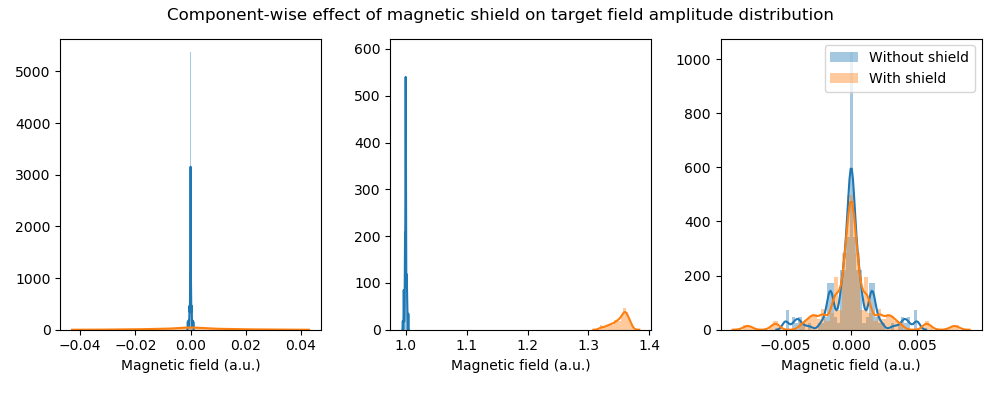 Component-wise effect of magnetic shield on target field amplitude distribution
5000
4000
3000
2000
1000
0
−0.04 −0.02 0.00 0.02 0.04
Magnetic field (a.u.)
600
500
400
300
200
100
0
1.0 1.1 1.2 1.3 1.4
Magnetic field (a.u.)
Without shield
With shield
1000
800
600
400
200
0
−0.005 0.000 0.005
Magnetic field (a.u.)